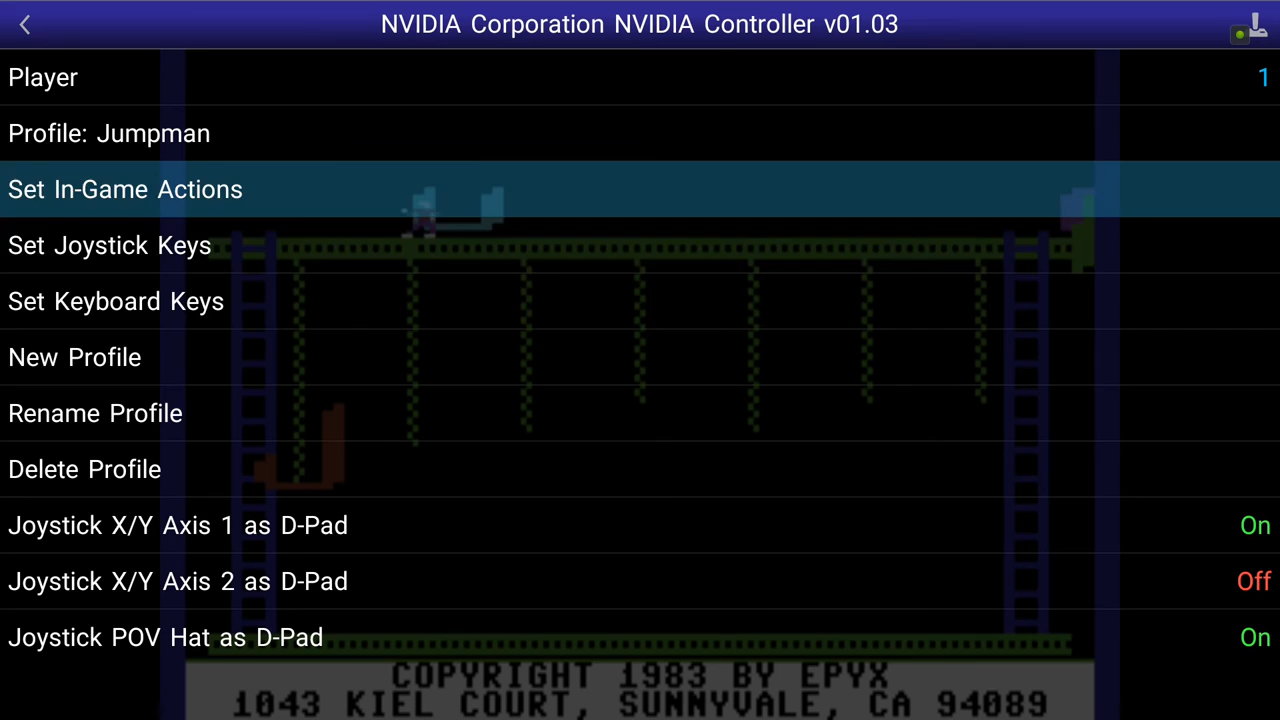 NVIDIA Corporation NVIDIA Controller v01.03
Player 1
Profile: Jumpman
Set In-Game Actions
Set Joystick Keys
Set Keyboard Keys
New Profile
Rename Profile
Delete Profile
Joystick X/Y Axis 1 as D-Pad On
Joystick X/Y Axis 2 as D-Pad Off
Joystick POV Hat as D-Pad On
COPYRIGHT 1983 BY EPYX
1043 KIEL COURT, SUNNYVALE, CA 94089